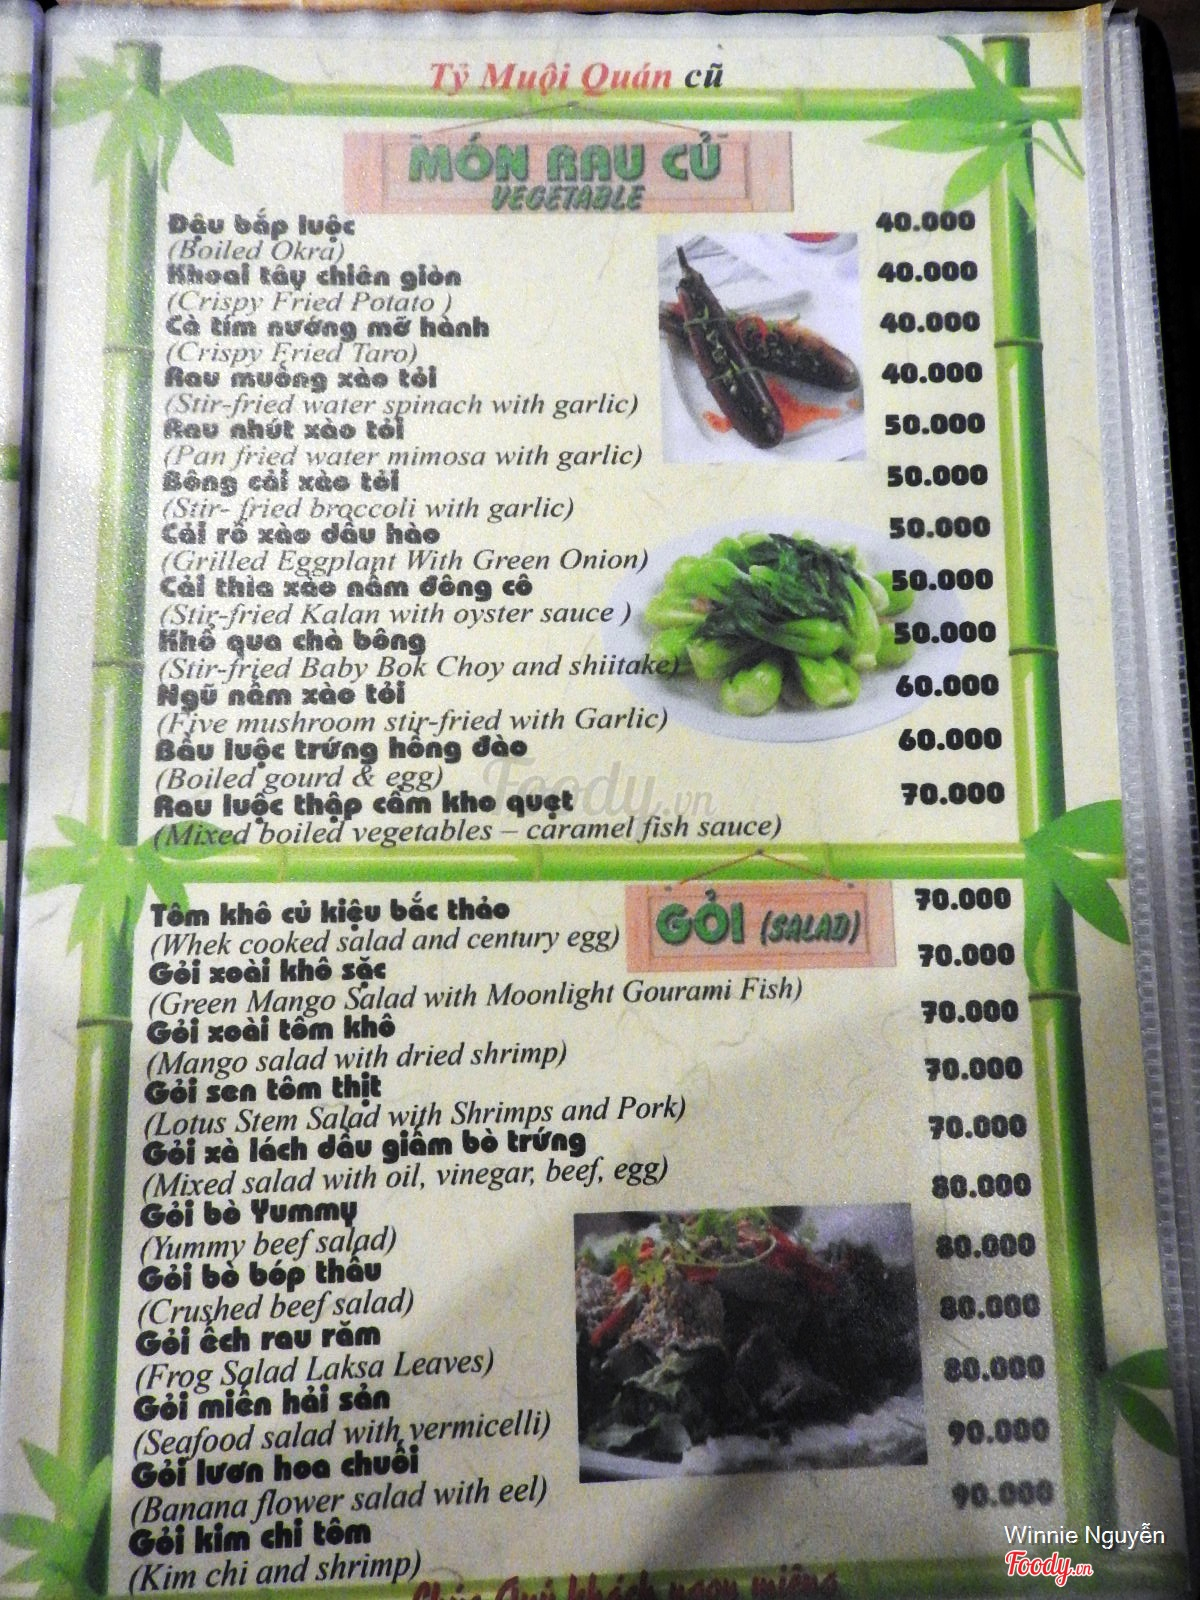 Tỷ Muội Quán cũ
MÓN RAU CỦ
VEGETABLE
Đậu bắp luộc 40.000
(Boiled Okra)
Khoai tây chiên giòn 40.000
(Crispy Fried Potato )
Cà tím nướng mỡ hành 40.000
(Crispy Fried Taro)
Rau muống xào tỏi 40.000
(Stir-fried water spinach with garlic)
Rau nhút xào tỏi 50.000
(Pan fried water mimosa with garlic)
Bông cải xào tỏi 50.000
(Stir- fried broccoli with garlic)
Cải rổ xào dầu hào 50.000
(Grilled Eggplant With Green Onion)
Cải thìa xào nấm đông cô 50.000
(Stir-fried Kalan with oyster sauce )
Khổ qua chà bông 50.000
(Stir-fried Baby Bok Choy and shiitake)
Ngũ nấm xào tỏi 60.000
(Five mushroom stir-fried with Garlic)
Bầu luộc trứng hồng đào 60.000
(Boiled gourd & egg)
Rau luộc thập cẩm kho quẹt 70.000
(Mixed boiled vegetables – caramel fish sauce)
GỎI (SALAD)
Tôm khô củ kiệu bắc thảo 70.000
(Whek cooked salad and century egg)
Gỏi xoài khô sặc 70.000
(Green Mango Salad with Moonlight Gourami Fish)
Gỏi xoài tôm khô 70.000
(Mango salad with dried shrimp)
Gỏi sen tôm thịt 70.000
(Lotus Stem Salad with Shrimps and Pork)
Gỏi xà lách dầu giấm bò trứng 70.000
(Mixed salad with oil, vinegar, beef, egg)
Gỏi bò Yummy 80.000
(Yummy beef salad)
Gỏi bò bóp thấu 80.000
(Crushed beef salad)
Gỏi ếch rau răm 80.000
(Frog Salad Laksa Leaves)
Gỏi miến hải sản 80.000
(Seafood salad with vermicelli)
Gỏi lươn hoa chuối 90.000
(Banana flower salad with eel)
Gỏi kim chi tôm 90.000
(Kim chi and shrimp)
Chúc Quý khách ngon miệng
Foody.vn
Winnie Nguyễn
Foody.vn